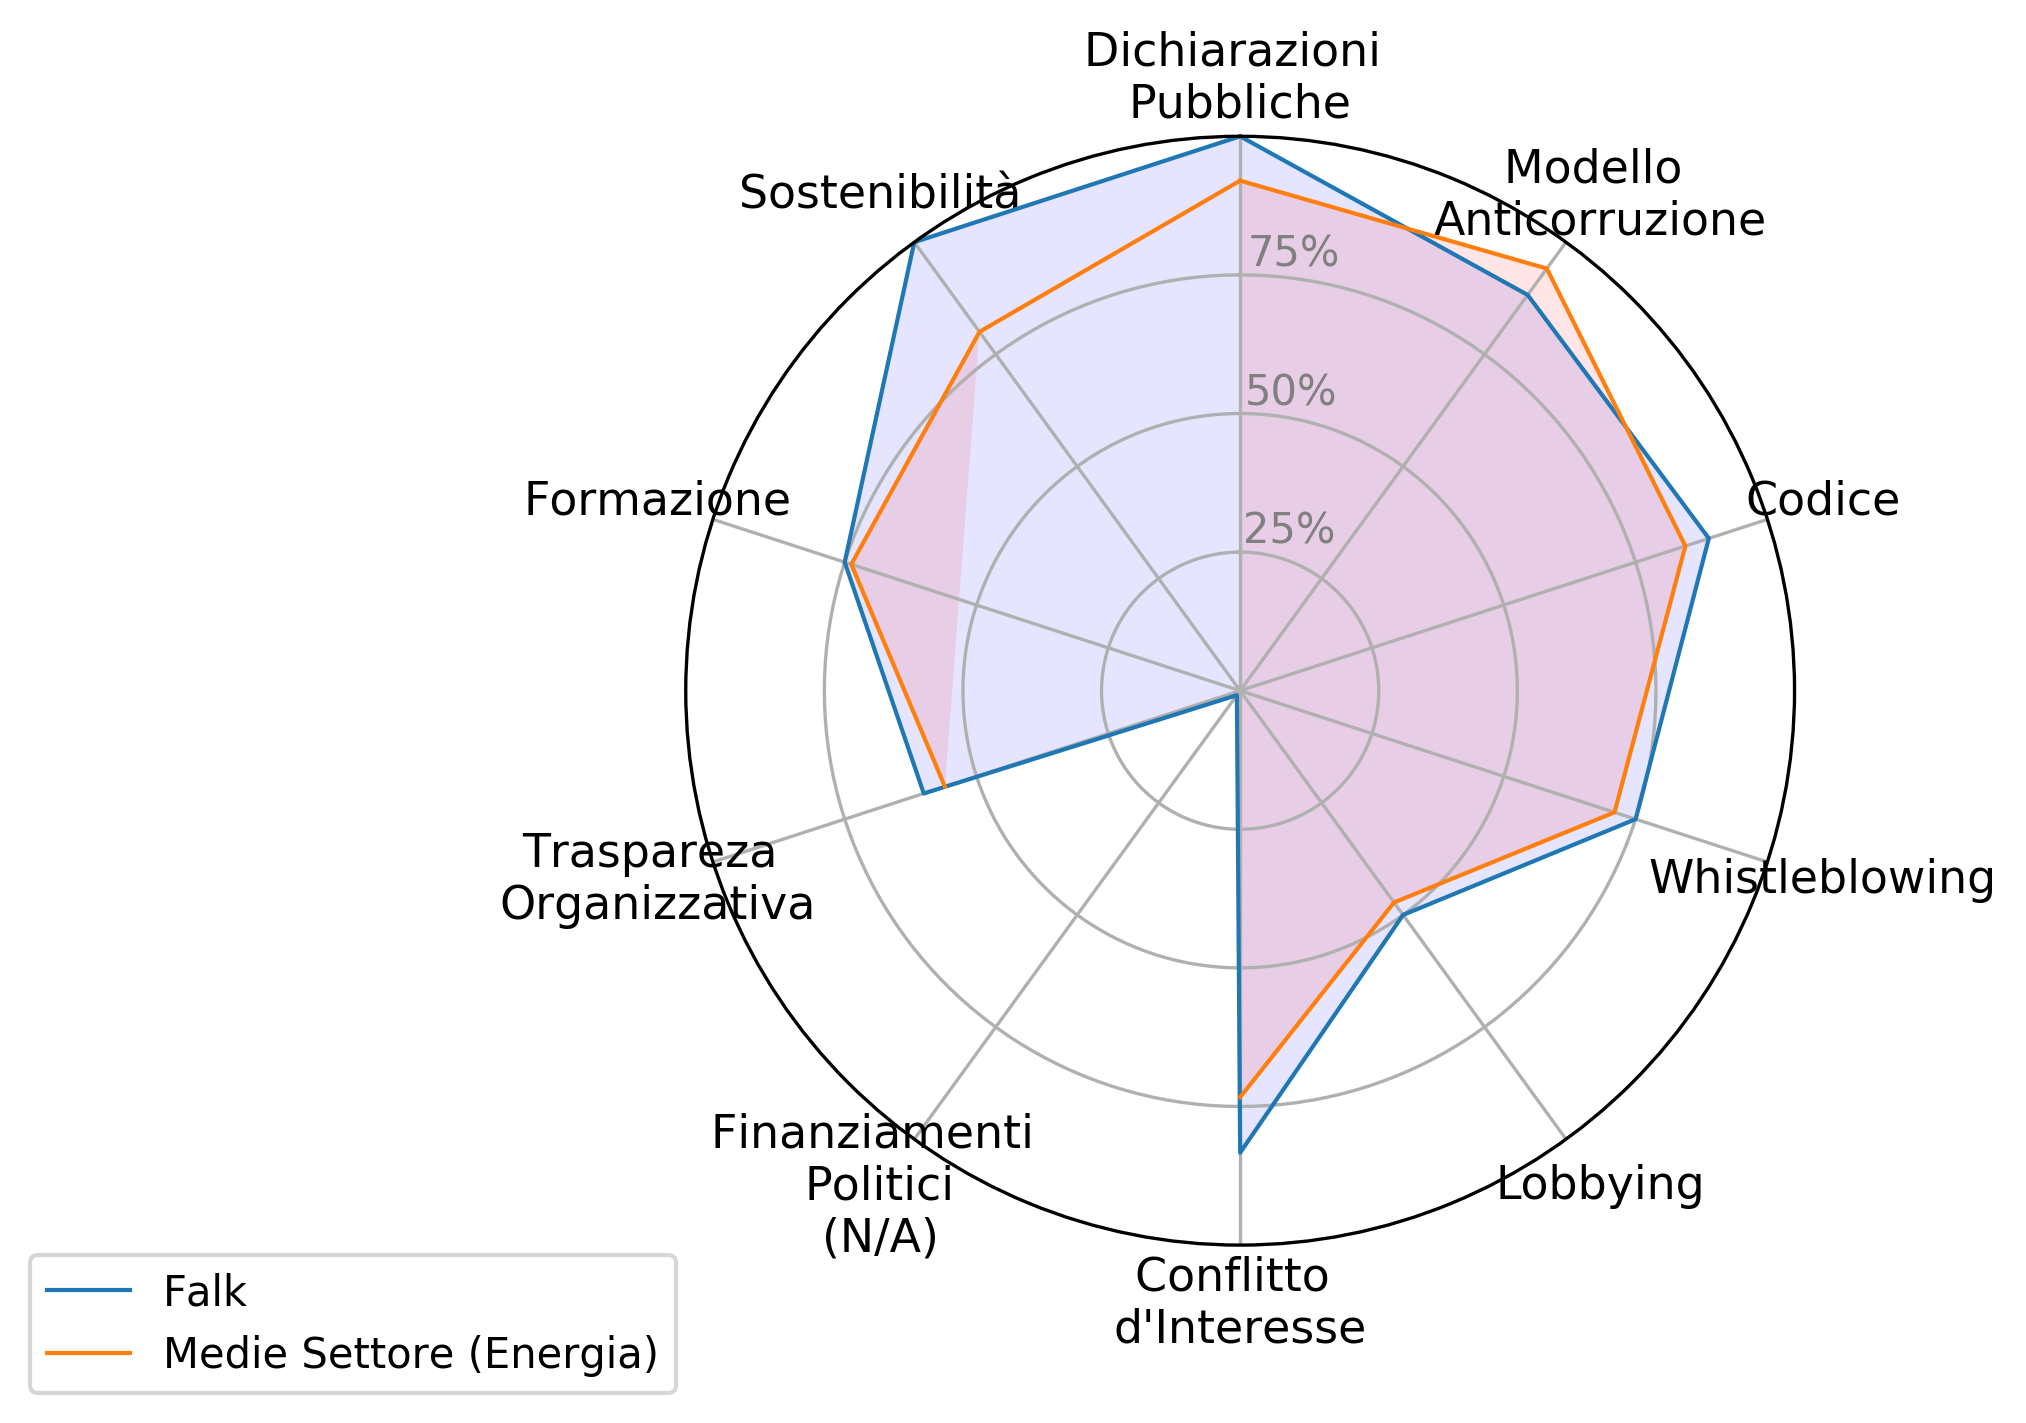 Dichiarazioni
Pubbliche
Modello
Anticorruzione
Sostenibilità
75%
50%
Formazione
Codice
25%
Traspareza
Organizzativa
Whistleblowing
Finanziamenti
Politici
(N/A)
Lobbying
Conflitto
d'Interesse
Falk
Medie Settore (Energia)